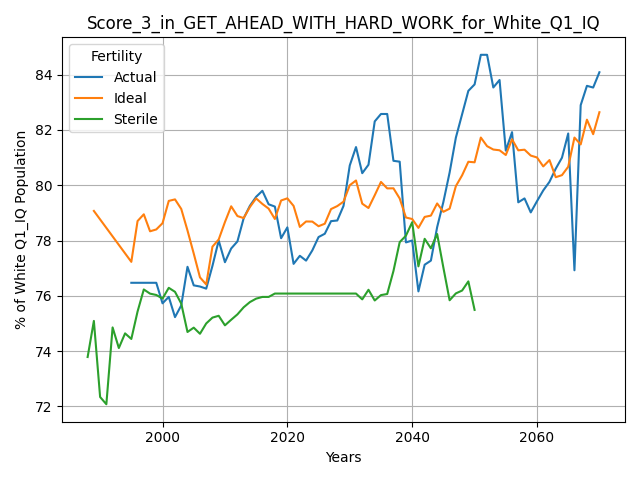 Score_3_in_GET_AHEAD_WITH_HARD_WORK_for_White_Q1_IQ
Fertility
Actual
Ideal
Sterile
% of White Q1_IQ Population
84
82
80
78
76
74
72
2000
2020
2040
2060
Years